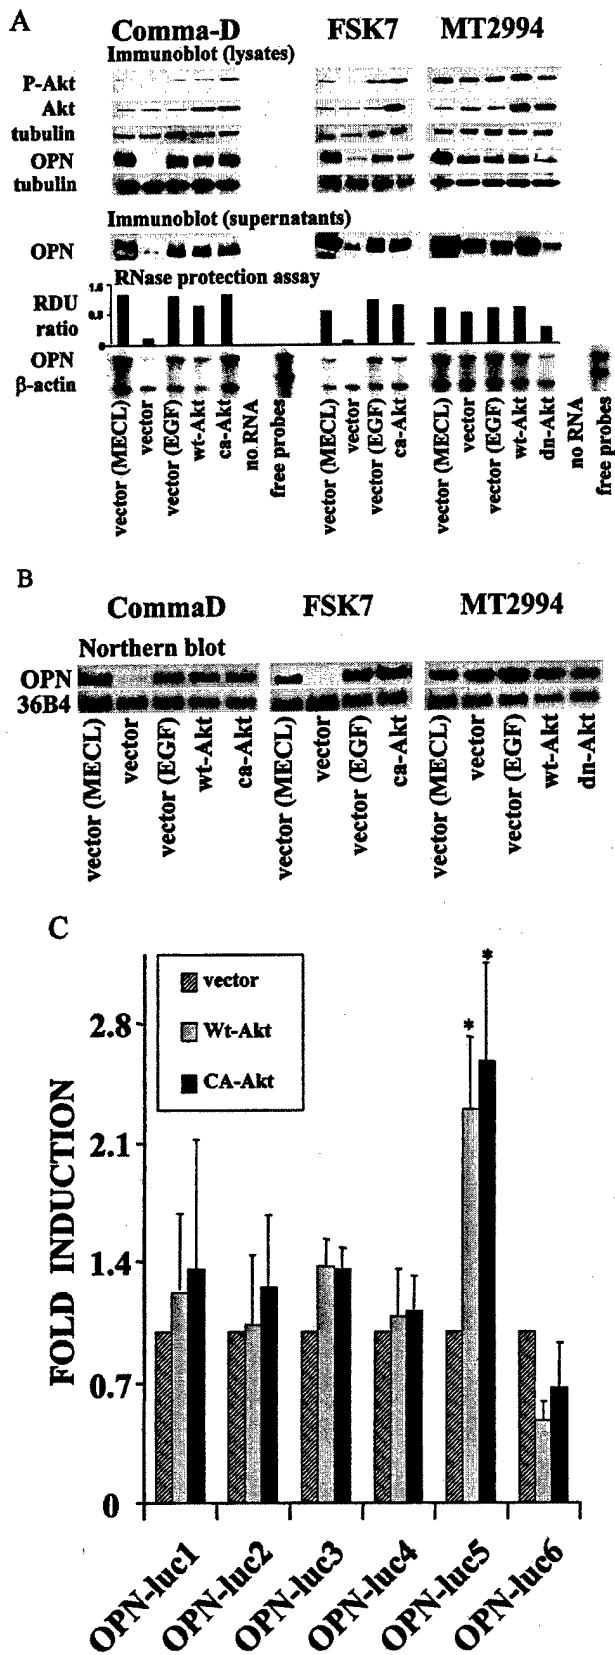 A
Comma-D FSK7 MT2994
Immunoblot (lysates)
P-Akt
Akt
tubulin
OPN
tubulin
Immunoblot (supernatants)
OPN
RNase protection assay
RDU
ratio
OPN
β-actin
vector (MECL) vector vector (EGF) wt-Akt ca-Akt no RNA free probes vector (MECL) vector vector (EGF) ca-Akt vector (MECL) vector vector (EGF) wt-Akt dn-Akt no RNA free probes
B
CommaD FSK7 MT2994
Northern blot
OPN
36B4
vector (MECL) vector vector (EGF) wt-Akt ca-Akt vector (MECL) vector vector (EGF) ca-Akt vector (MECL) vector vector (EGF) wt-Akt dn-Akt
C
vector
Wt-Akt
CA-Akt
FOLD INDUCTION
2.8
2.1
1.4
0.7
0
* *
OPN-luc1 OPN-luc2 OPN-luc3 OPN-luc4 OPN-luc5 OPN-luc6